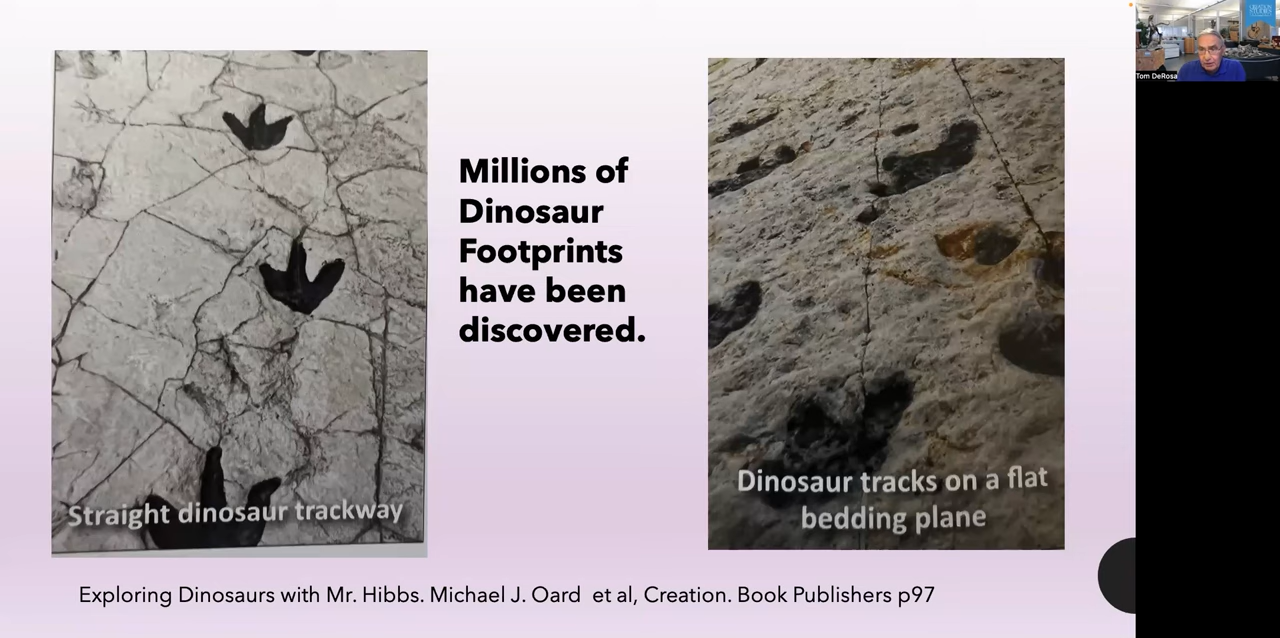 Millions of
Dinosaur
Footprints
have been
discovered.
Straight dinosaur trackway
Dinosaur tracks on a flat
bedding plane
Exploring Dinosaurs with Mr. Hibbs. Michael J. Oard et al, Creation. Book Publishers p97
Tom DeRosa